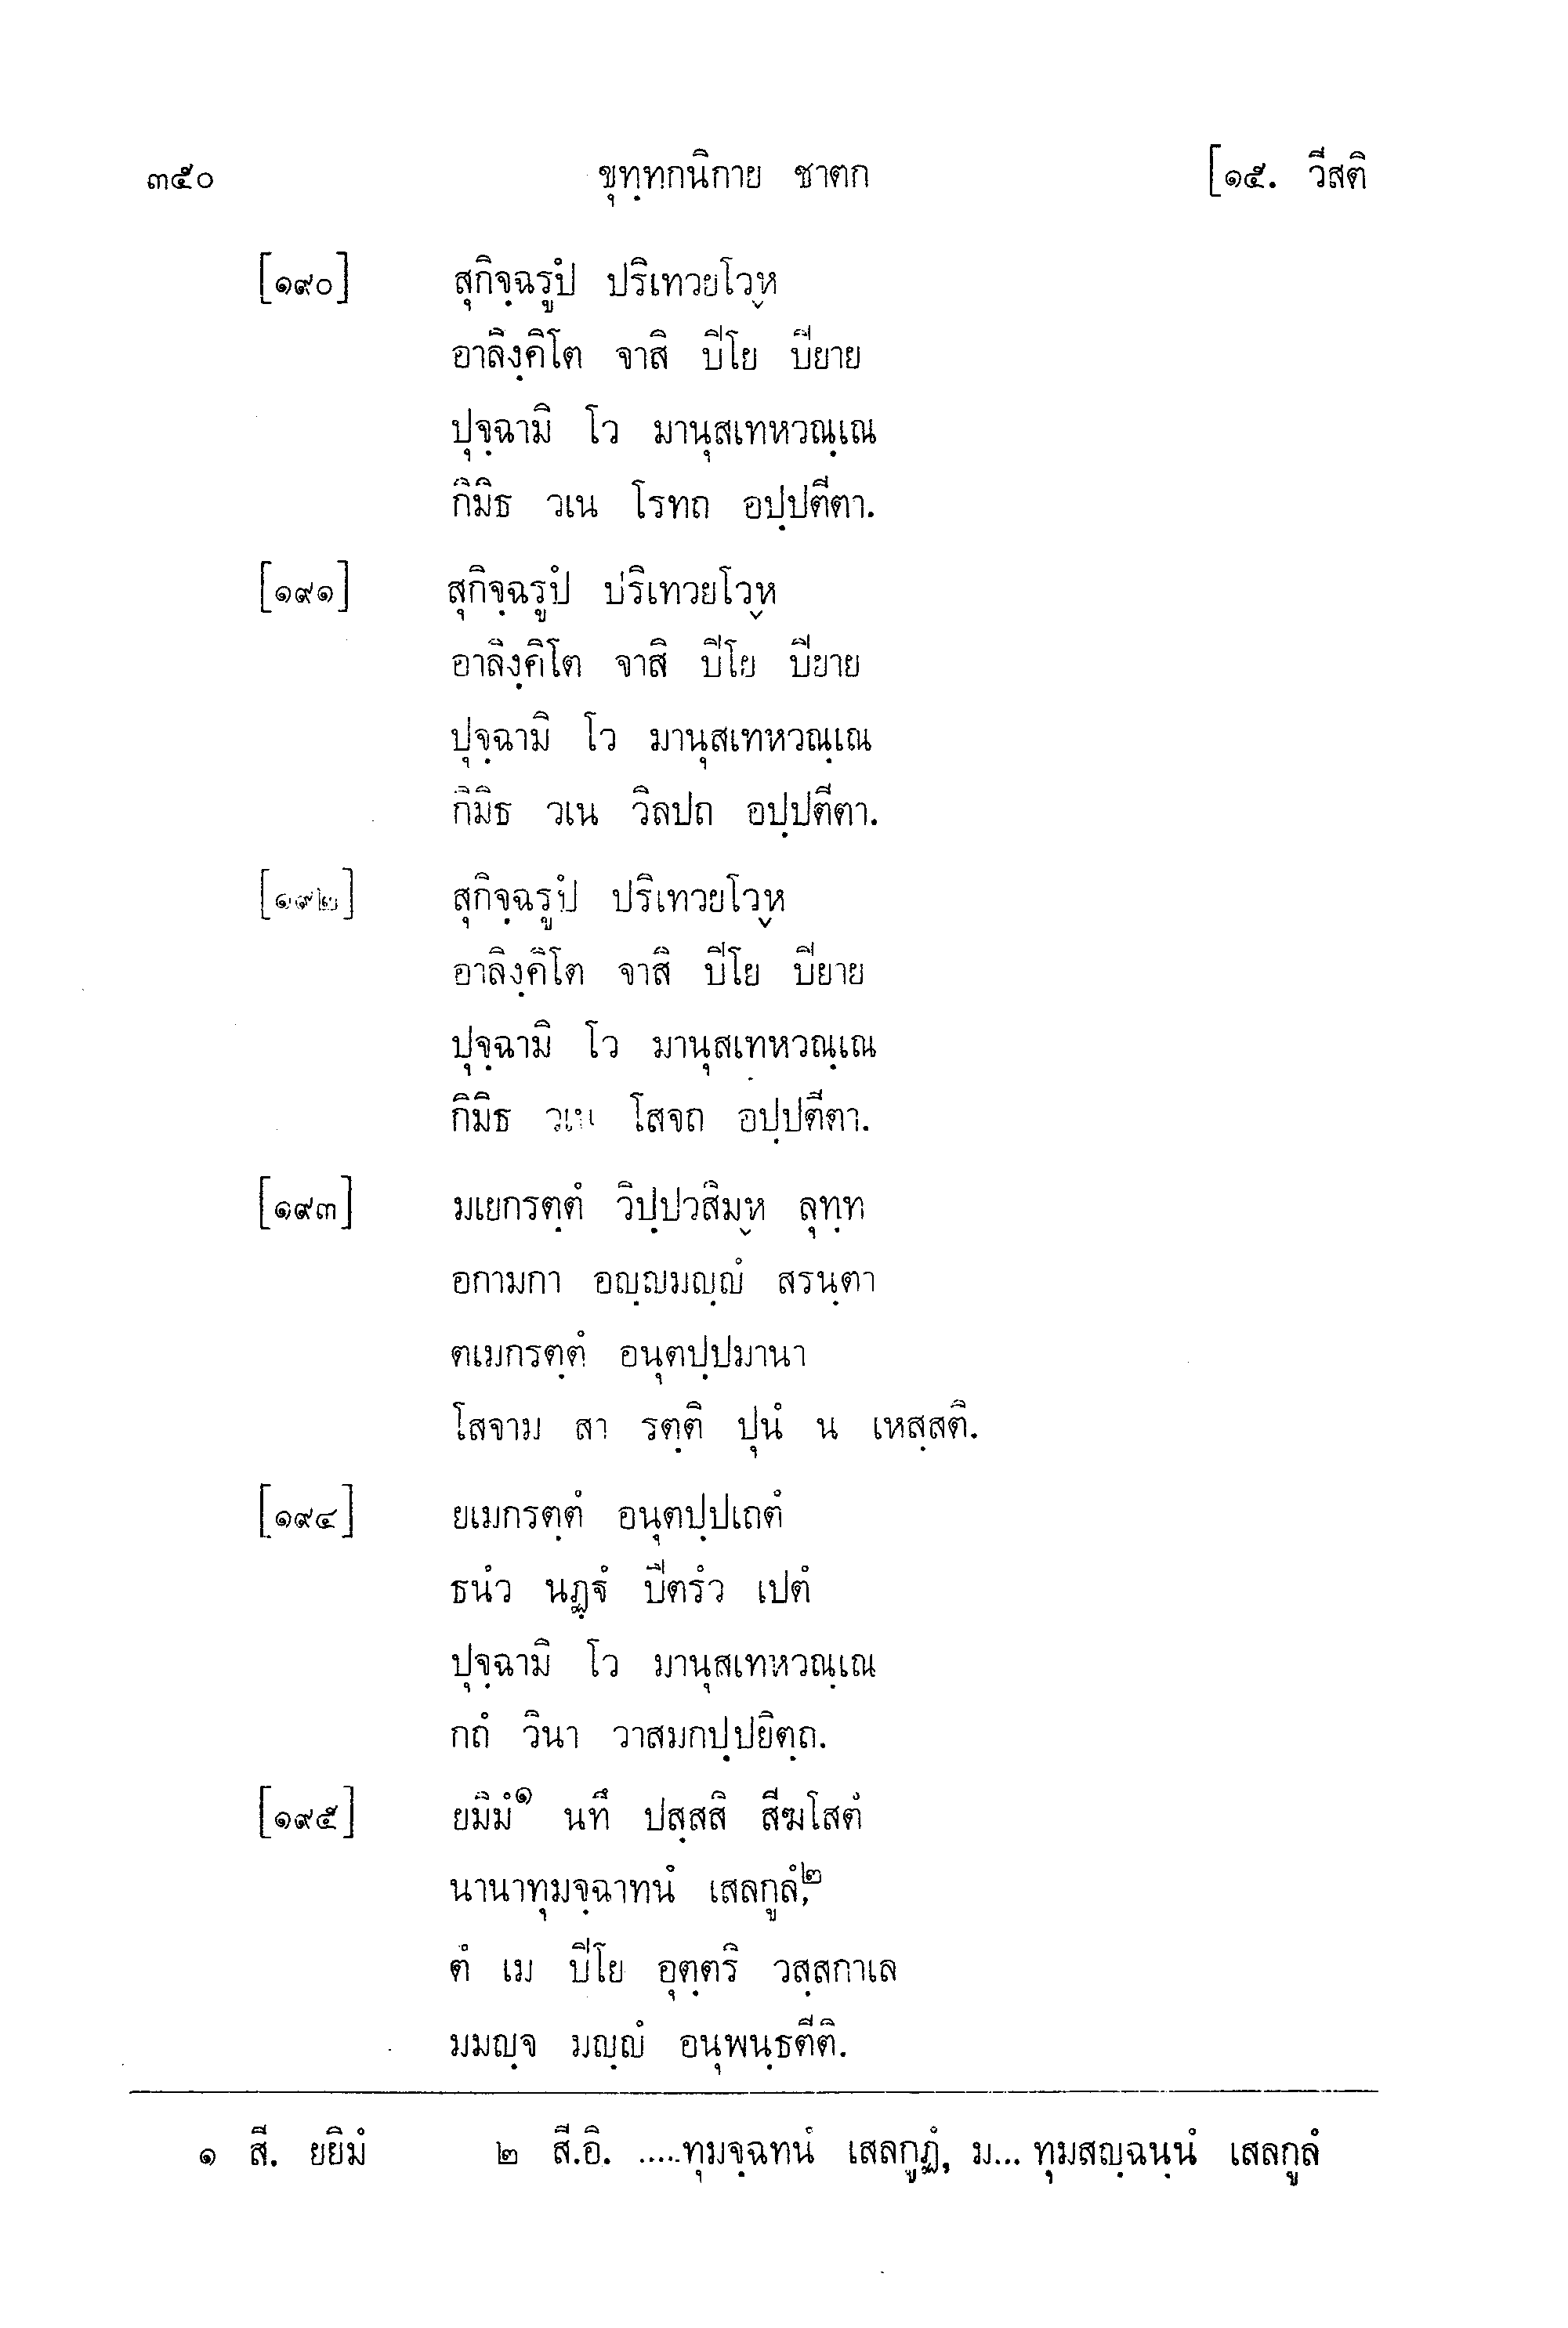 ๓๕๐ ขุทฺทกนิกาย ชาตก [๑๕. วีสติ
[๑๙๐] สุกิจฺฉรูปํ ปริเทวยโวฺห
อาลิงฺคิโต จาสิ ปิโย ปิยาย
ปุจฺฉามิ โว มานุสเทหวณฺเณ
กิมิธ วเน โรทถ อปฺปตีตา.
[๑๙๑] สุกิจฺฉรูปํ ปริเทวยโวฺห
อาลิงฺคิโต จาสิ ปิโย ปิยาย
ปุจฺฉามิ โว มานุสเทหวณฺเณ
กิมิธ วเน วิลปถ อปฺปตีตา.
[๑๙๒] สุกิจฺฉรูปํ ปริเทวยโวฺห
อาลิงฺคิโต จาสิ ปิโย ปิยาย
ปุจฺฉามิ โว มานุสเทหวณฺเณ
กิมิธ วเน โสจถ อปฺปตีตา.
[๑๙๓] มเยกรตฺตํ วิปฺปวสิมฺห ลุทฺท
อกามกา อญฺญมญฺญํ สรนฺตา
ตเมกรตฺตํ อนุตปฺปมานา
โสจาม สา รตฺติ ปุนํ น เหสฺสติ.
[๑๙๔] ยเมกรตฺตํ อนุตปฺปเถตํ
ธนํว นฏฺฐํ ปิตรํว เปตํ
ปุจฺฉามิ โว มานุสเทหวณฺเณ
กถํ วินา วาสมกปฺปยิตฺถ.
[๑๙๕] ยมิมํ๑ นทึ ปสฺสสิ สีฆโสตํ
นานาทุมจฺฉาทนํ เสลกูลํ,๒
ตํ เม ปิโย อุตฺตริ วสฺสกาเล
มมญฺจ มญฺญํ อนุพนฺธตีติ.
๑ สี. ยยิมํ ๒ สี.อิ. .....ทุมจฺฉทนํ เสลกูฏํ, ม... ทุมสญฺฉนฺนํ เสลกูลํ